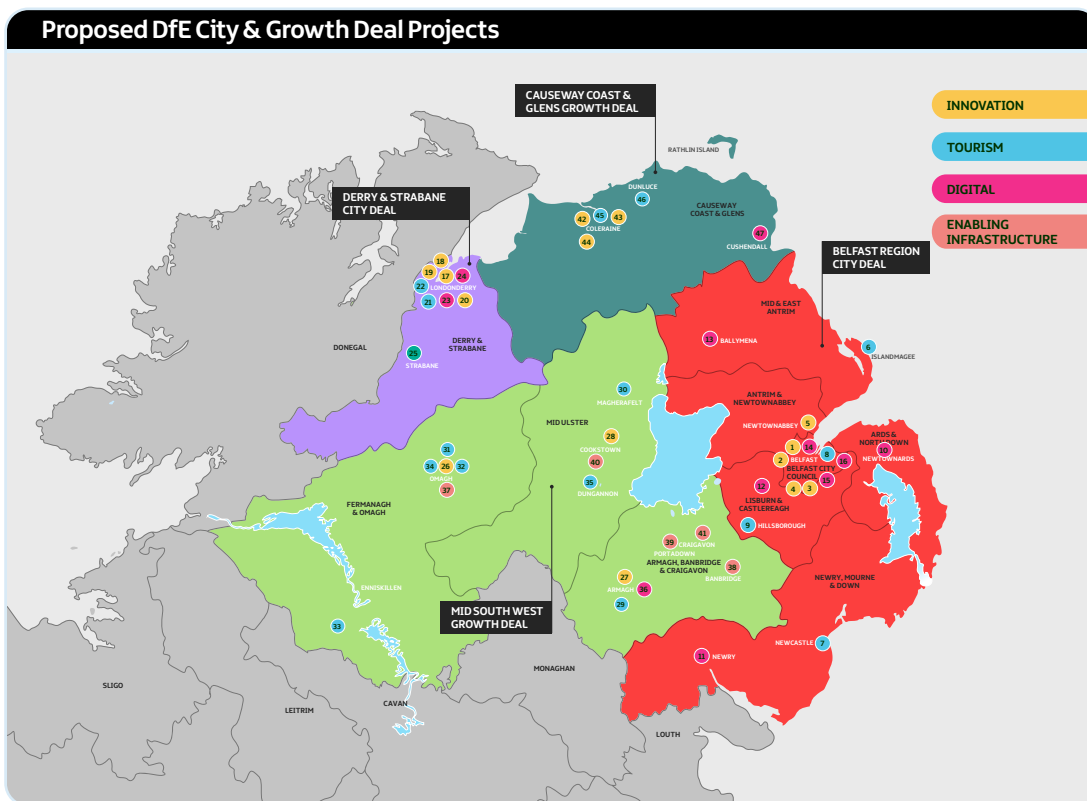 Proposed DfE City & Growth Deal Projects
CAUSEWAY COAST &
GLENS GROWTH DEAL
INNOVATION
TOURISM
DIGITAL
ENABLING
INFRASTRUCTURE
RATHLIN ISLAND
DERRY & STRABANE
CITY DEAL
DUNLUCE
46
CAUSEWAY
COAST & GLENS
42
45
43
COLERAINE
44
47
CUSHENDALL
BELFAST REGION
CITY DEAL
18
19
17
24
22
LONDONDERRY
21
23
20
MID & EAST
ANTRIM
13
BALLYMENA
6
ISLANDMAGEE
DONEGAL
DERRY &
STRABANE
25
STRABANE
30
MAGHERAFELT
ANTRIM &
NEWTOWNABBEY
MID ULSTER
NEWTOWNABBEY
5
28
COOKSTOWN
40
35
DUNGANNON
1
14
8
2
BELFAST
16
BELFAST CITY
COUNCIL
15
4
3
12
ARDS &
NORTH DOWN
10
NEWTOWNARDS
LISBURN &
CASTLEREAGH
9
HILLSBOROUGH
31
34
26
32
OMAGH
37
FERMANAGH
& OMAGH
41
39
CRAIGAVON
PORTADOWN
ARMAGH, BANBRIDGE
& CRAIGAVON
38
BANBRIDGE
27
ARMAGH
36
29
NEWRY, MOURNE
& DOWN
ENNISKILLEN
33
MID SOUTH WEST
GROWTH DEAL
NEWCASTLE
7
11
NEWRY
MONAGHAN
SLIGO
LEITRIM
CAVAN
LOUTH